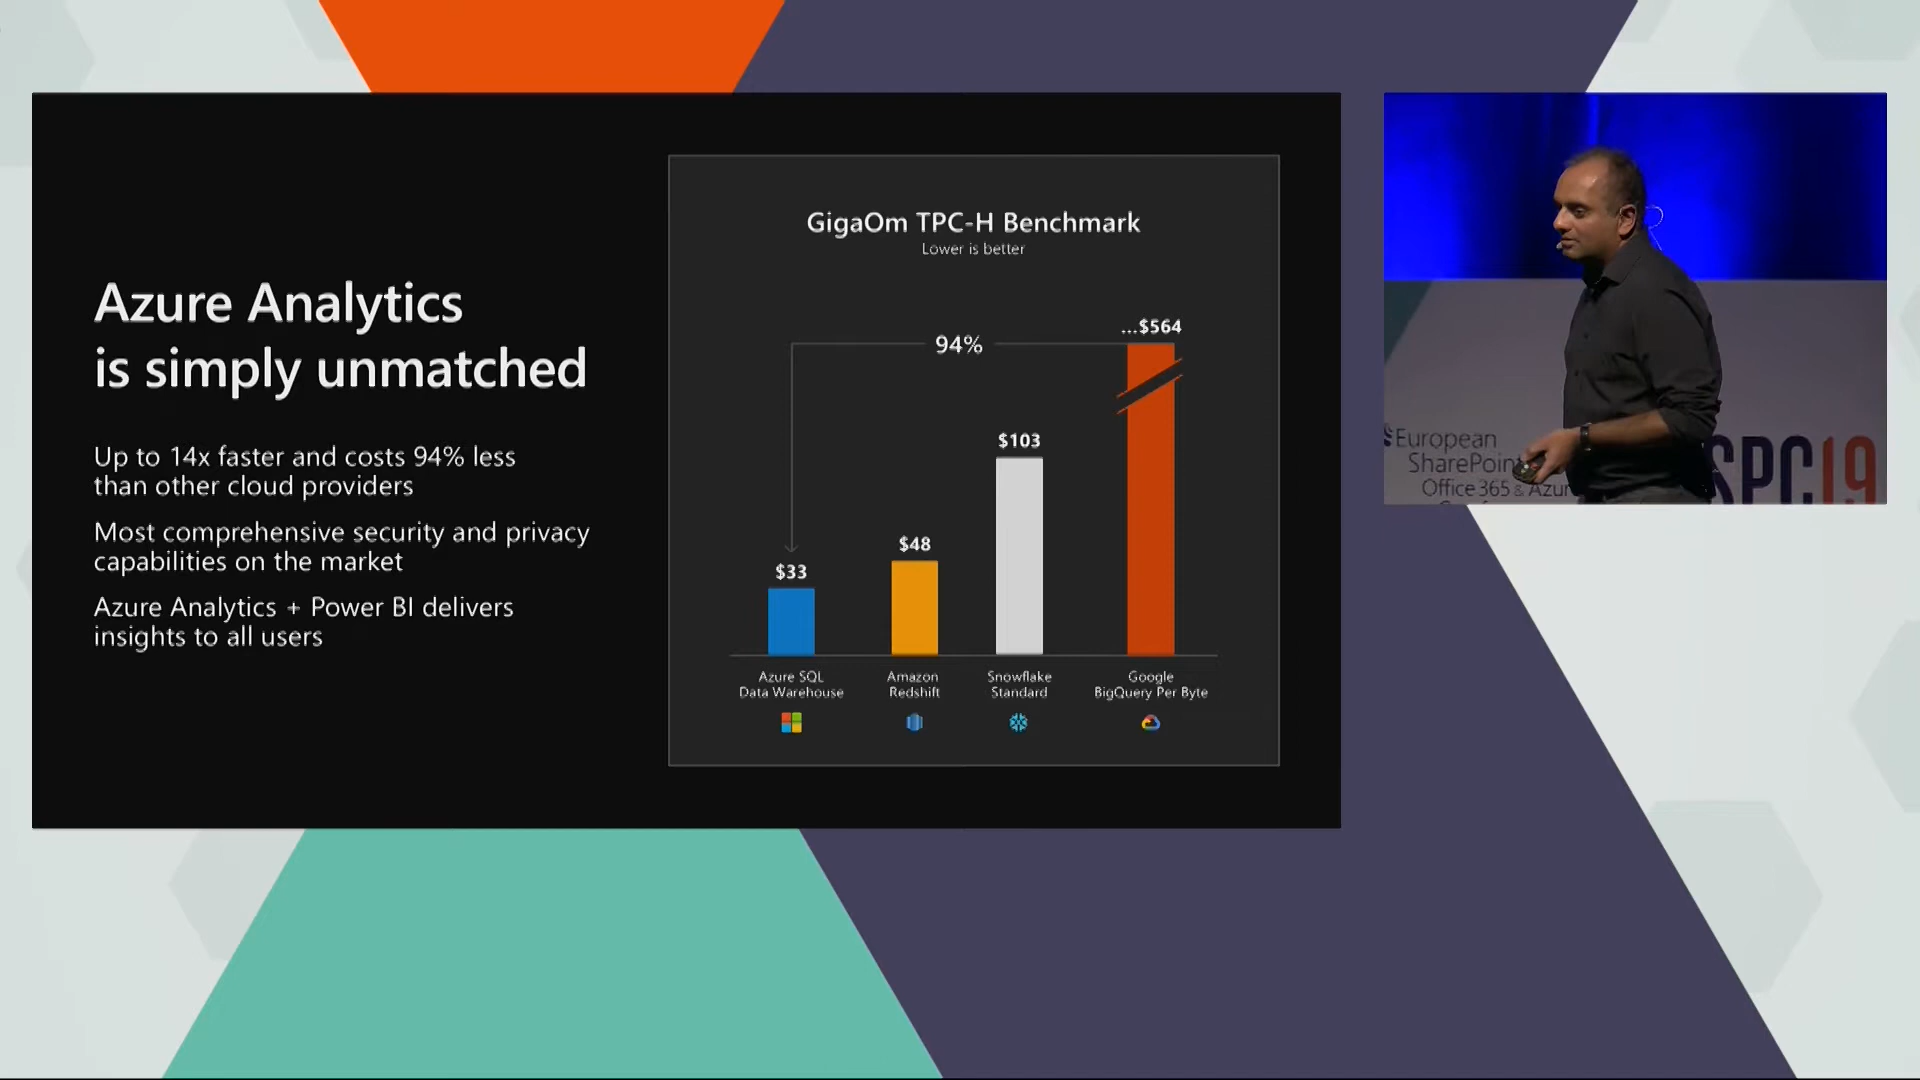 Azure Analytics
is simply unmatched
Up to 14x faster and costs 94% less
than other cloud providers
Most comprehensive security and privacy
capabilities on the market
Azure Analytics + Power BI delivers
insights to all users
GigaOm TPC-H Benchmark
Lower is better
94%
$33
$48
$103
...$564
Azure SQL
Data Warehouse
Amazon
Redshift
Snowflake
Standard
Google
BigQuery Per Byte
European
SharePoint
Office 365 & Azur
SPC19